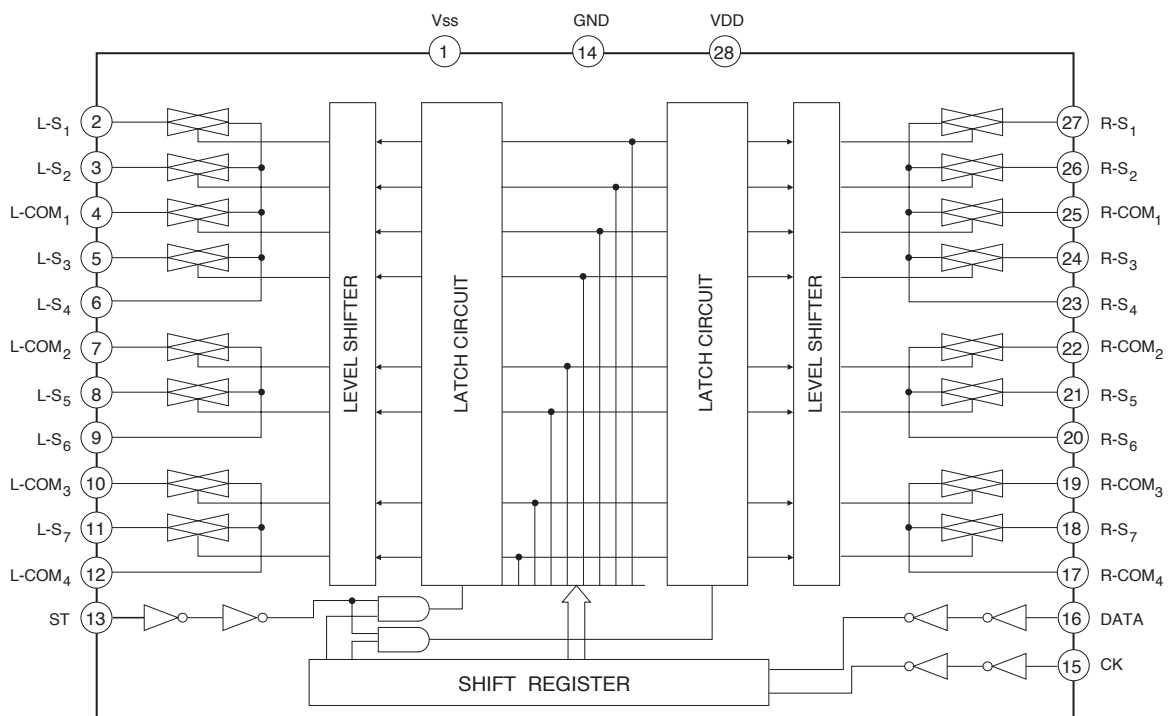 Vss GND VDD
1 14 28
L-S1 2 27 R-S1
L-S2 3 26 R-S2
L-COM1 4 25 R-COM1
L-S3 5 24 R-S3
L-S4 6 23 R-S4
L-COM2 7 22 R-COM2
L-S5 8 21 R-S5
L-S6 9 20 R-S6
L-COM3 10 19 R-COM3
L-S7 11 18 R-S7
L-COM4 12 17 R-COM4
ST 13 16 DATA
15 CK
LEVEL SHIFTER
LATCH CIRCUIT
LATCH CIRCUIT
LEVEL SHIFTER
SHIFT REGISTER